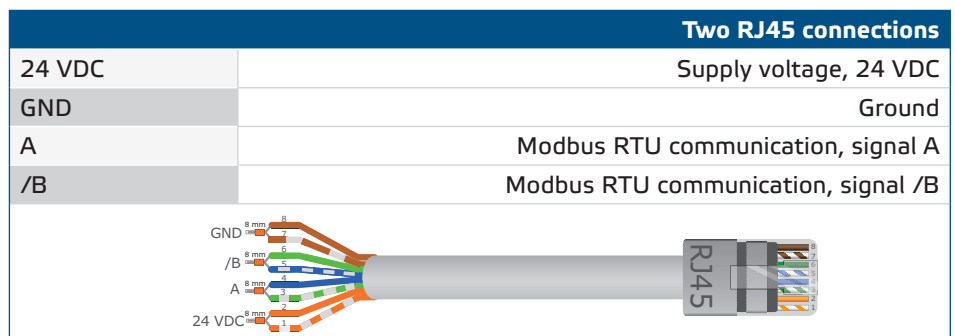 Two RJ45 connections
24 VDC Supply voltage, 24 VDC
GND Ground
A Modbus RTU communication, signal A
/B Modbus RTU communication, signal /B
8
GND 8 mm
7
6
/B 8 mm
5
4
A 8 mm
3
2
24 VDC 8 mm
1
RJ45
8
7
6
5
4
3
2
1